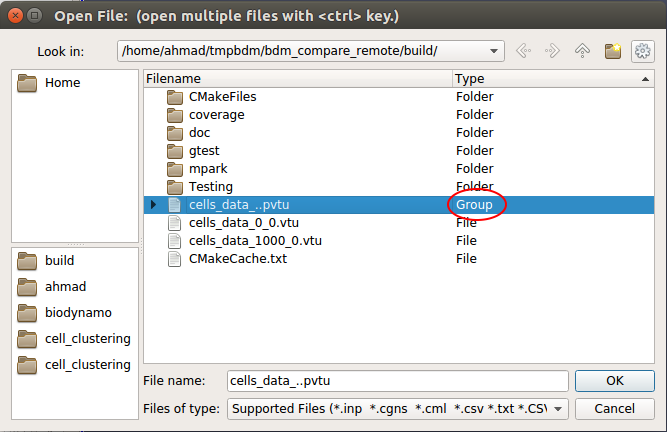 Open File:  (open multiple files with <ctrl> key.)
Look in: /home/ahmad/tmpbdm/bdm_compare_remote/build/
Home
Filename Type
CMakeFiles Folder
coverage Folder
doc Folder
gtest Folder
mpark Folder
Testing Folder
cells_data_..pvtu Group
cells_data_0_0.vtu File
cells_data_1000_0.vtu File
CMakeCache.txt File
build
ahmad
biodynamo
cell_clustering
cell_clustering
File name: cells_data_..pvtu OK
Files of type: Supported Files (*.inp  *.cgns  *.cml  *.csv *.txt *.CSV Cancel